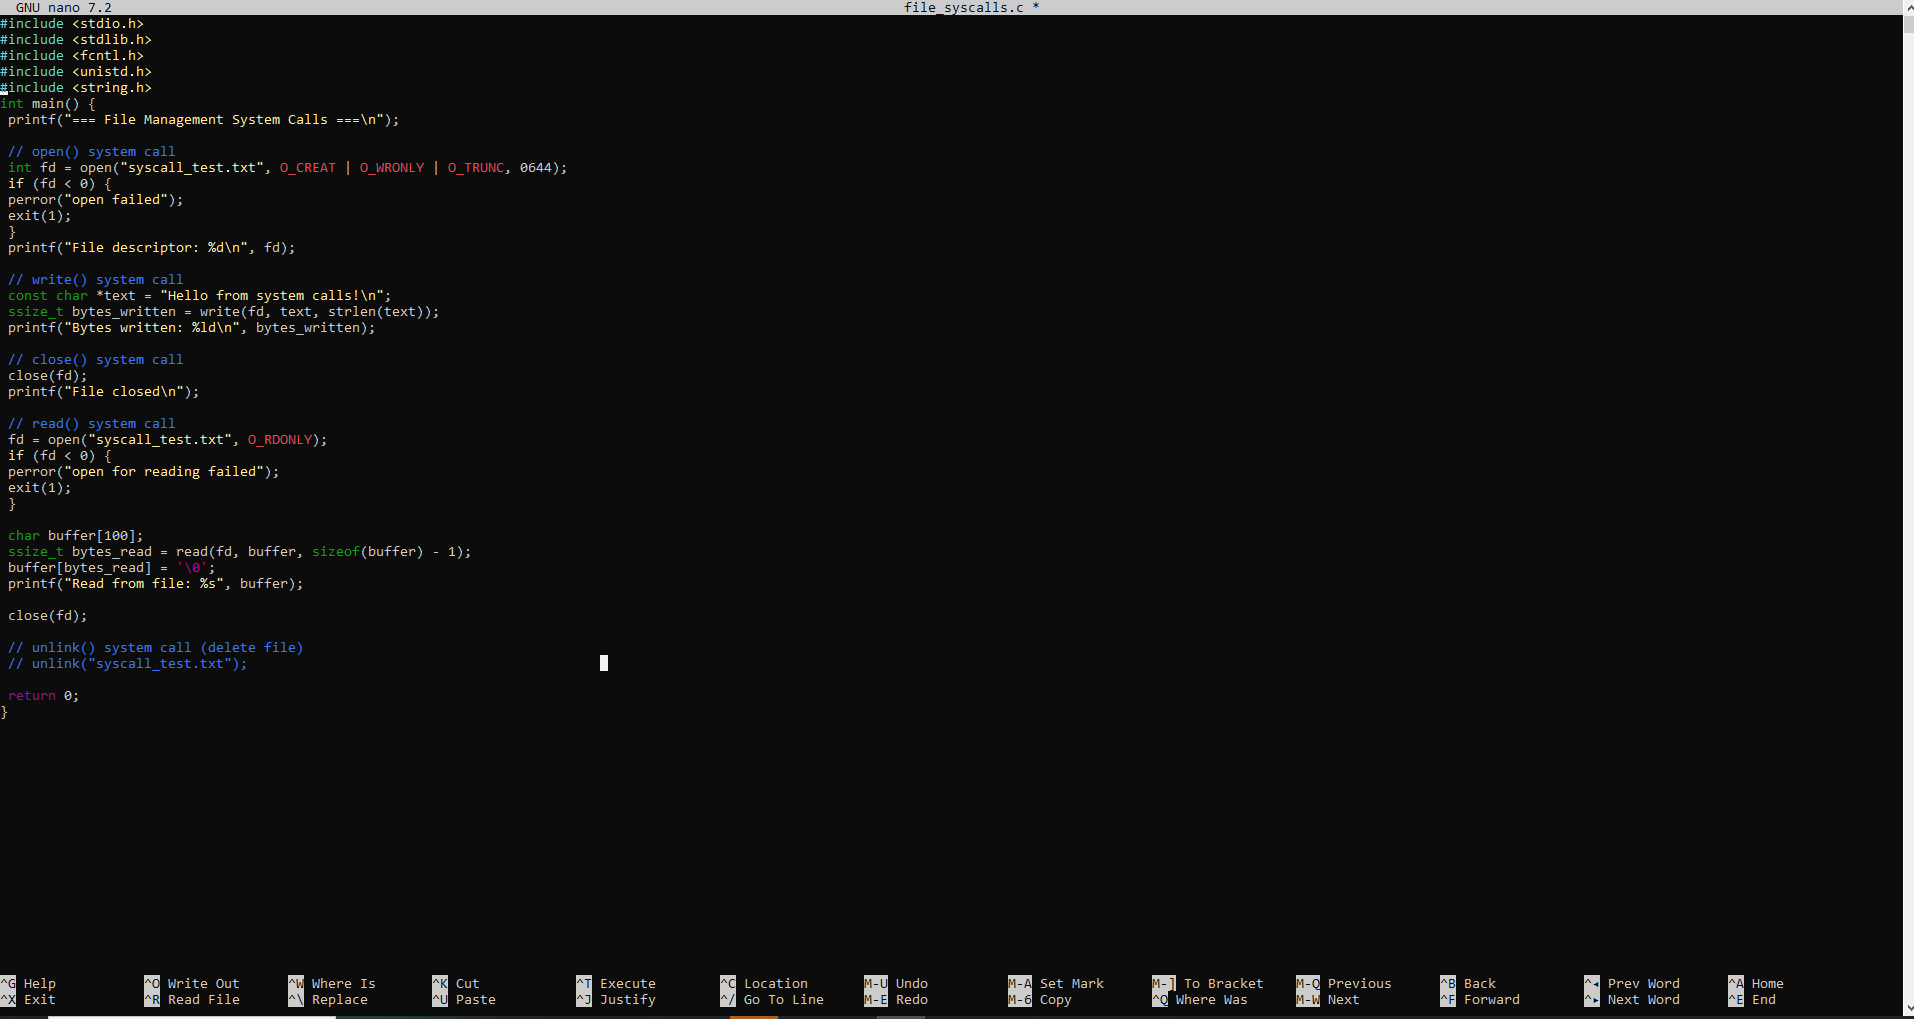 GNU nano 7.2 file_syscalls.c *
#include <stdio.h>
#include <stdlib.h>
#include <fcntl.h>
#include <unistd.h>
#include <string.h>
int main() {
 printf("=== File Management System Calls ===\n");

 // open() system call
 int fd = open("syscall_test.txt", O_CREAT | O_WRONLY | O_TRUNC, 0644);
 if (fd < 0) {
 perror("open failed");
 exit(1);
 }
 printf("File descriptor: %d\n", fd);

 // write() system call
 const char *text = "Hello from system calls!\n";
 ssize_t bytes_written = write(fd, text, strlen(text));
 printf("Bytes written: %ld\n", bytes_written);

 // close() system call
 close(fd);
 printf("File closed\n");

 // read() system call
 fd = open("syscall_test.txt", O_RDONLY);
 if (fd < 0) {
 perror("open for reading failed");
 exit(1);
 }

 char buffer[100];
 ssize_t bytes_read = read(fd, buffer, sizeof(buffer) - 1);
 buffer[bytes_read] = '\0';
 printf("Read from file: %s", buffer);

 close(fd);

 // unlink() system call (delete file)
 // unlink("syscall_test.txt");

 return 0;
}
^G Help ^O Write Out ^W Where Is ^K Cut ^T Execute ^C Location M-U Undo M-A Set Mark M-] To Bracket M-Q Previous ^B Back ^◂ Prev Word ^A Home
^X Exit ^R Read File ^\ Replace ^U Paste ^J Justify ^/ Go To Line M-E Redo M-6 Copy ^Q Where Was M-W Next ^F Forward ^▸ Next Word ^E End